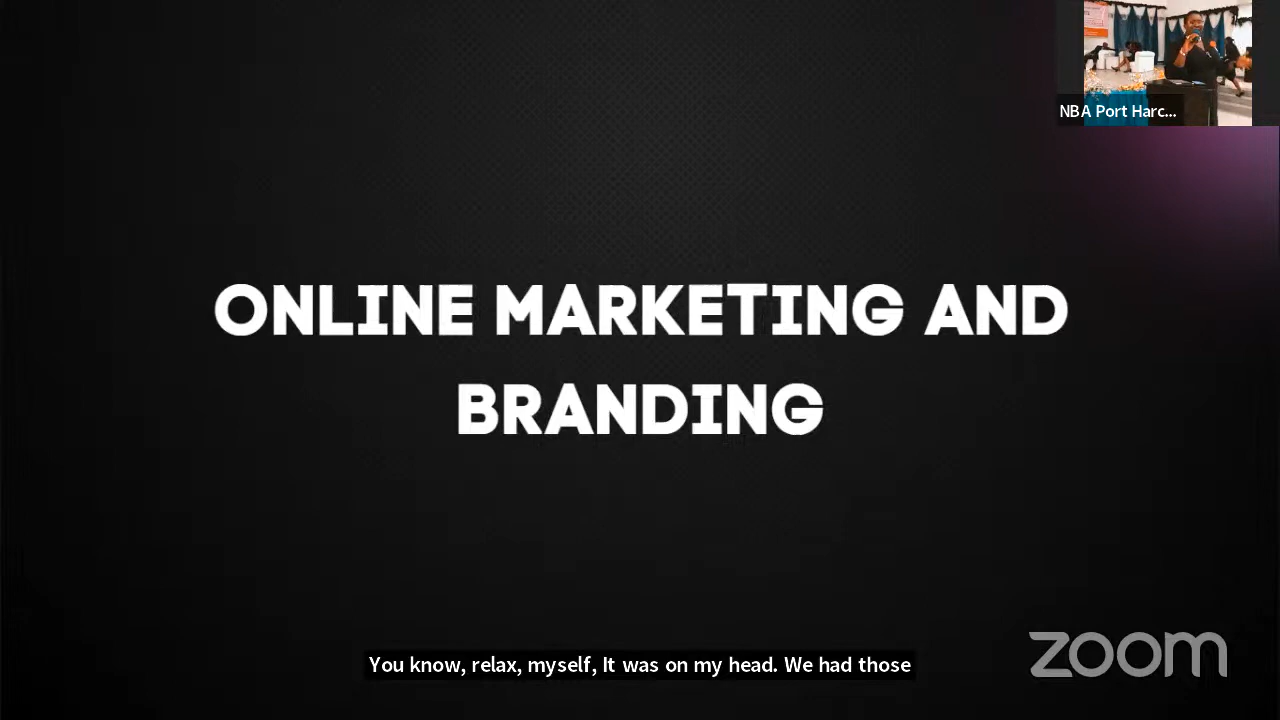 NBA Port Harc...
ONLINE MARKETING AND
BRANDING
You know, relax, myself, It was on my head. We had those
zoom